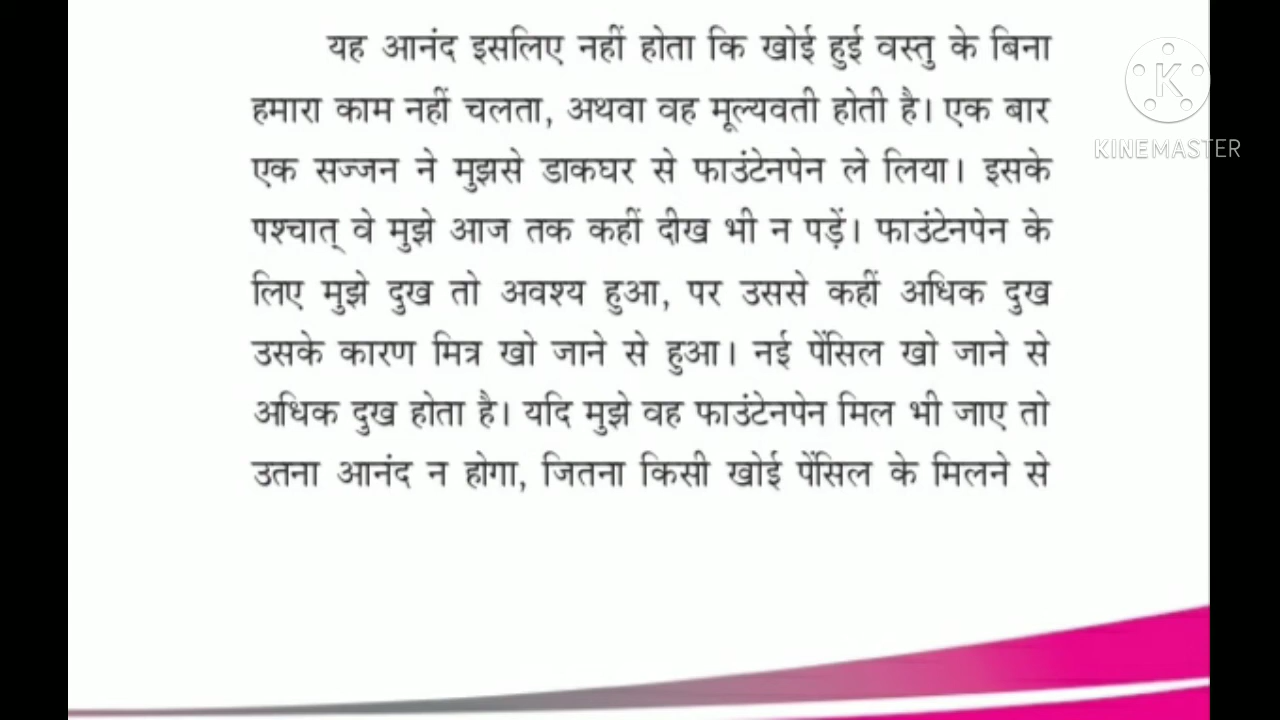 यह आनंद इसलिए नहीं होता कि खोई हुई वस्तु के बिना
हमारा काम नहीं चलता, अथवा वह मूल्यवती होती है। एक बार
एक सज्जन ने मुझसे डाकघर से फाउंटेनपेन ले लिया। इसके
पश्चात् वे मुझे आज तक कहीं दीख भी न पड़ें। फाउंटेनपेन के
लिए मुझे दुख तो अवश्य हुआ, पर उससे कहीं अधिक दुख
उसके कारण मित्र खो जाने से हुआ। नई पेंसिल खो जाने से
अधिक दुख होता है। यदि मुझे वह फाउंटेनपेन मिल भी जाए तो
उतना आनंद न होगा, जितना किसी खोई पेंसिल के मिलने से
K
KINEMASTER